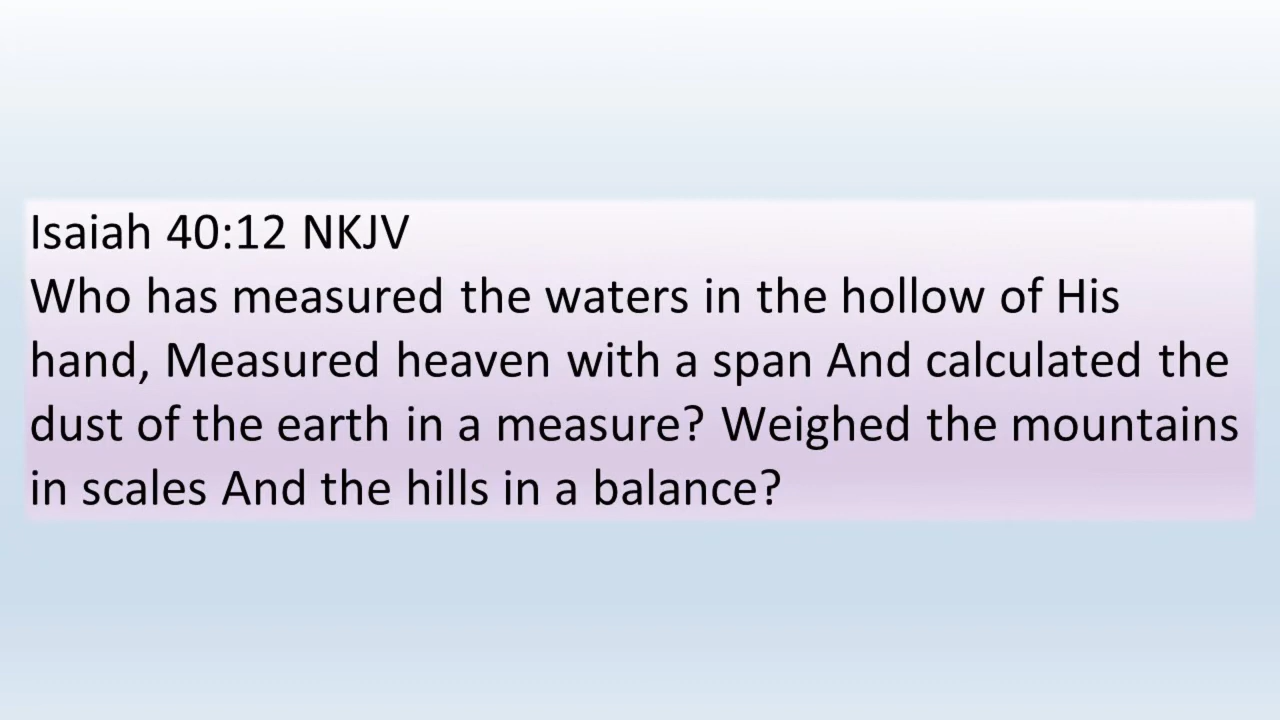 Isaiah 40:12 NKJV
Who has measured the waters in the hollow of His
hand, Measured heaven with a span And calculated the
dust of the earth in a measure? Weighed the mountains
in scales And the hills in a balance?